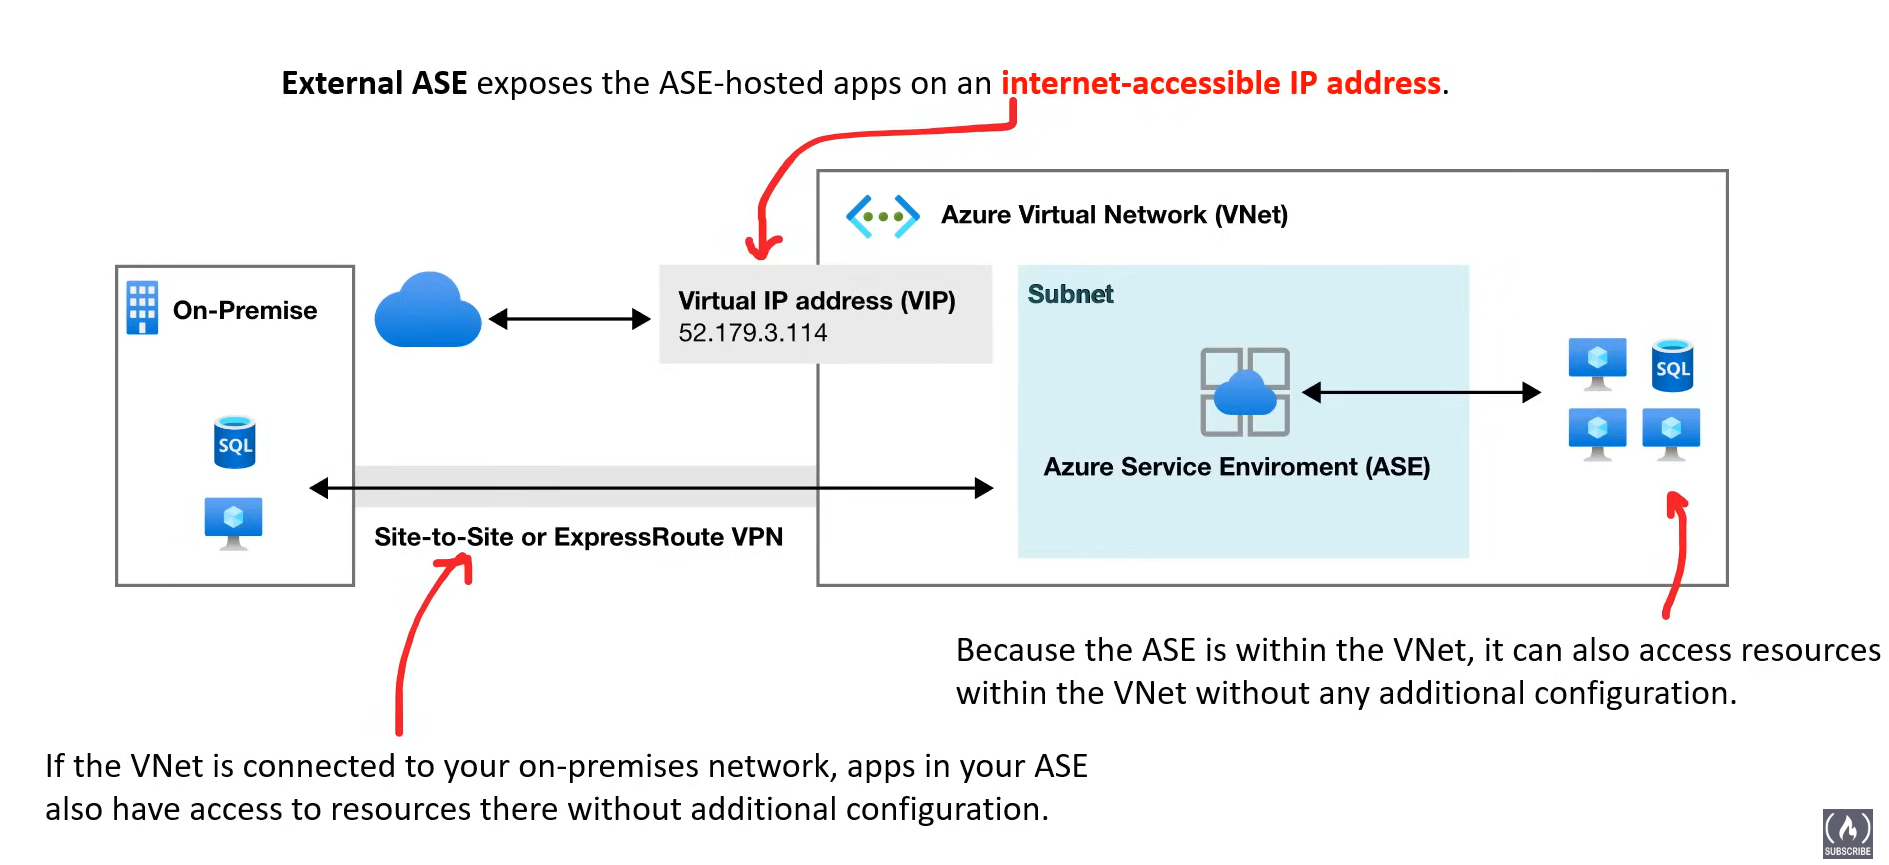 External ASE exposes the ASE-hosted apps on an internet-accessible IP address.
Azure Virtual Network (VNet)
On-Premise
Virtual IP address (VIP)
52.179.3.114
Subnet
SQL
SQL
Azure Service Enviroment (ASE)
Site-to-Site or ExpressRoute VPN
Because the ASE is within the VNet, it can also access resources
within the VNet without any additional configuration.
If the VNet is connected to your on-premises network, apps in your ASE
also have access to resources there without additional configuration.
SUBSCRIBE